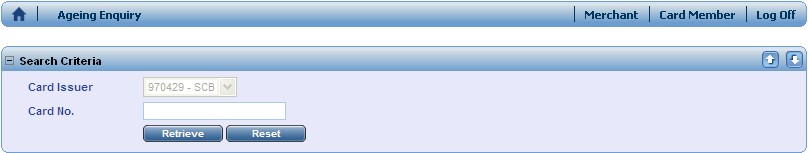 Ageing Enquiry Merchant Card Member Log Off
Search Criteria
Card Issuer 970429 - SCB
Card No.
Retrieve Reset